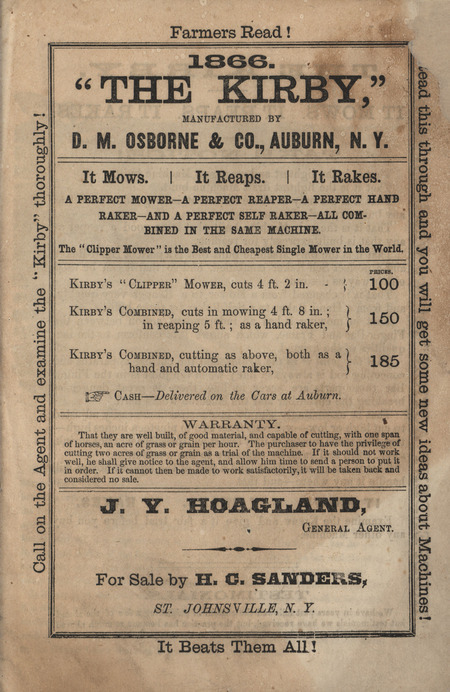 Farmers Read!
1866.
"THE KIRBY,"
MANUFACTURED BY
D. M. OSBORNE & CO., AUBURN, N. Y.
It Mows. | It Reaps. | It Rakes.
A PERFECT MOWER—A PERFECT REAPER—A PERFECT HAND
RAKER—AND A PERFECT SELF RAKER—ALL COM-
BINED IN THE SAME MACHINE.
The "Clipper Mower" is the Best and Cheapest Single Mower in the World.
PRICES.
KIRBY'S "CLIPPER" MOWER, cuts 4 ft. 2 in. - 100
KIRBY'S COMBINED, cuts in mowing 4 ft. 8 in.;
in reaping 5 ft.; as a hand raker, 150
KIRBY'S COMBINED, cutting as above, both as a
hand and automatic raker, 185
☞ CASH—Delivered on the Cars at Auburn.
WARRANTY.
That they are well built, of good material, and capable of cutting, with one span
of horses, an acre of grass or grain per hour. The purchaser to have the privilege of
cutting two acres of grass or grain as a trial of the machine. If it should not work
well, he shall give notice to the agent, and allow him time to send a person to put it
in order. If it cannot then be made to work satisfactorily, it will be taken back and
considered no sale.
J. Y. HOAGLAND,
GENERAL AGENT.
For Sale by H. C. SANDERS,
ST. JOHNSVILLE, N. Y.
It Beats Them All!
Call on the Agent and examine the "Kirby" thoroughly!
ead this through and you will get some new ideas about Machines!